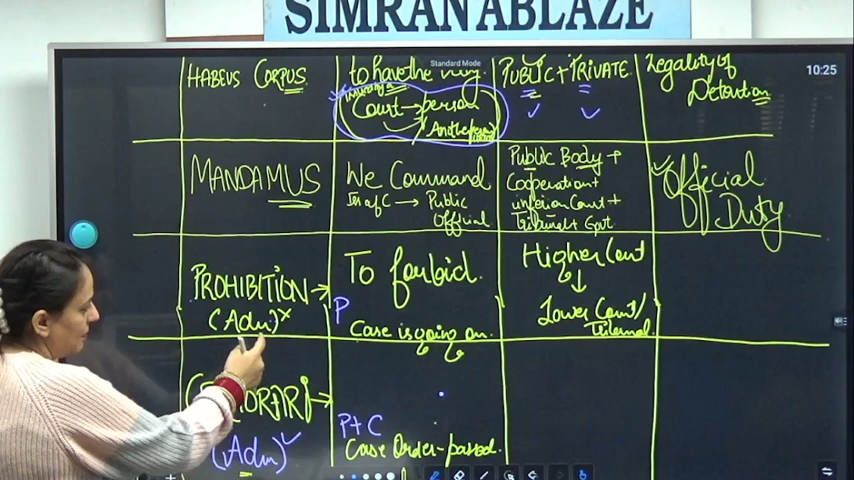 SIMRAN ABLAZE
Standard Mode
10:25
HABEUS CORPUS
to have the
Court → person
PUBLIC + PRIVATE
legality of
Detention
MANDAMUS
We Command
→ Public
Official
Public Body +
Cooperation +
inferior Court +
Tribunal + Govt
Official
Duty
PROHIBITION →
(Adm) x
To forbid.
P
Case is going on.
Higher Court
↓
Lower Court/
(Adm) ✓
P + C
Case Order-passed